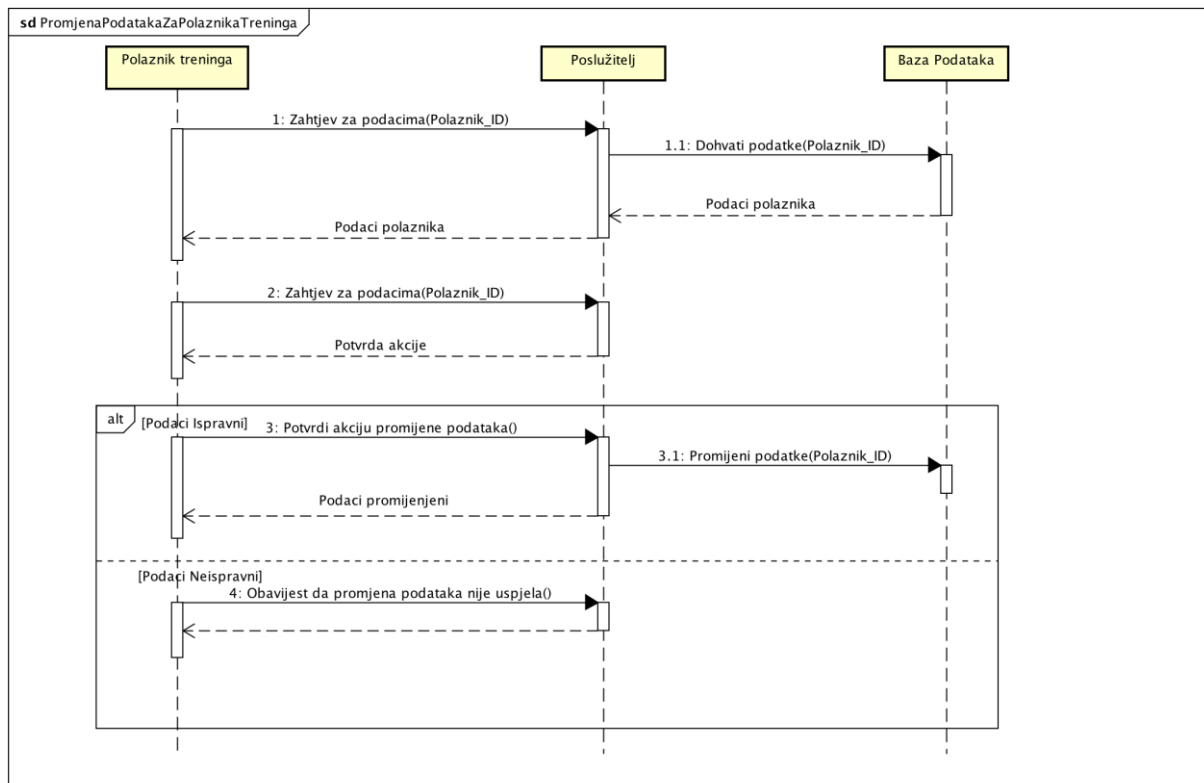 sd PromjenaPodatakaZaPolaznikaTreninga
Polaznik treninga
Poslužitelj
Baza Podataka
1: Zahtjev za podacima(Polaznik_ID)
1.1: Dohvati podatke(Polaznik_ID)
Podaci polaznika
Podaci polaznika
2: Zahtjev za podacima(Polaznik_ID)
Potvrda akcije
alt
[Podaci Ispravni]
3: Potvrdi akciju promijene podataka()
3.1: Promijeni podatke(Polaznik_ID)
Podaci promijenjeni
[Podaci Neispravni]
4: Obavijest da promjena podataka nije uspjela()